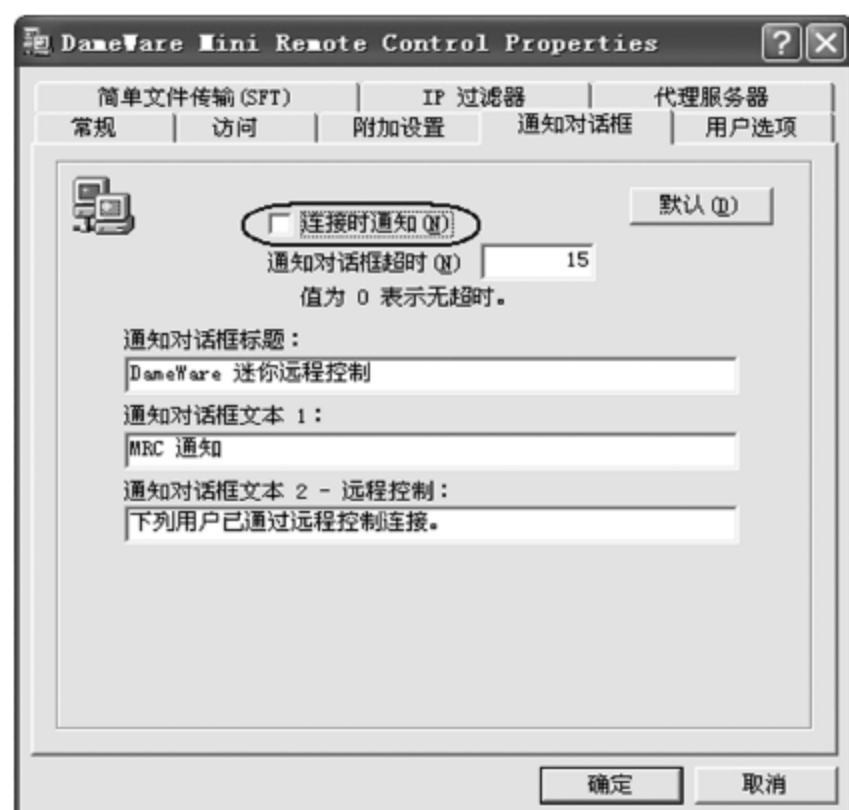 DameWare Mini Remote Control Properties
简单文件传输(SFT) IP 过滤器 代理服务器
常规 访问 附加设置 通知对话框 用户选项
连接时通知(N) 默认(D)
通知对话框超时(N) 15
值为 0 表示无超时。
通知对话框标题：
DameWare 迷你远程控制
通知对话框文本 1：
MRC 通知
通知对话框文本 2 - 远程控制：
下列用户已通过远程控制连接。
确定 取消